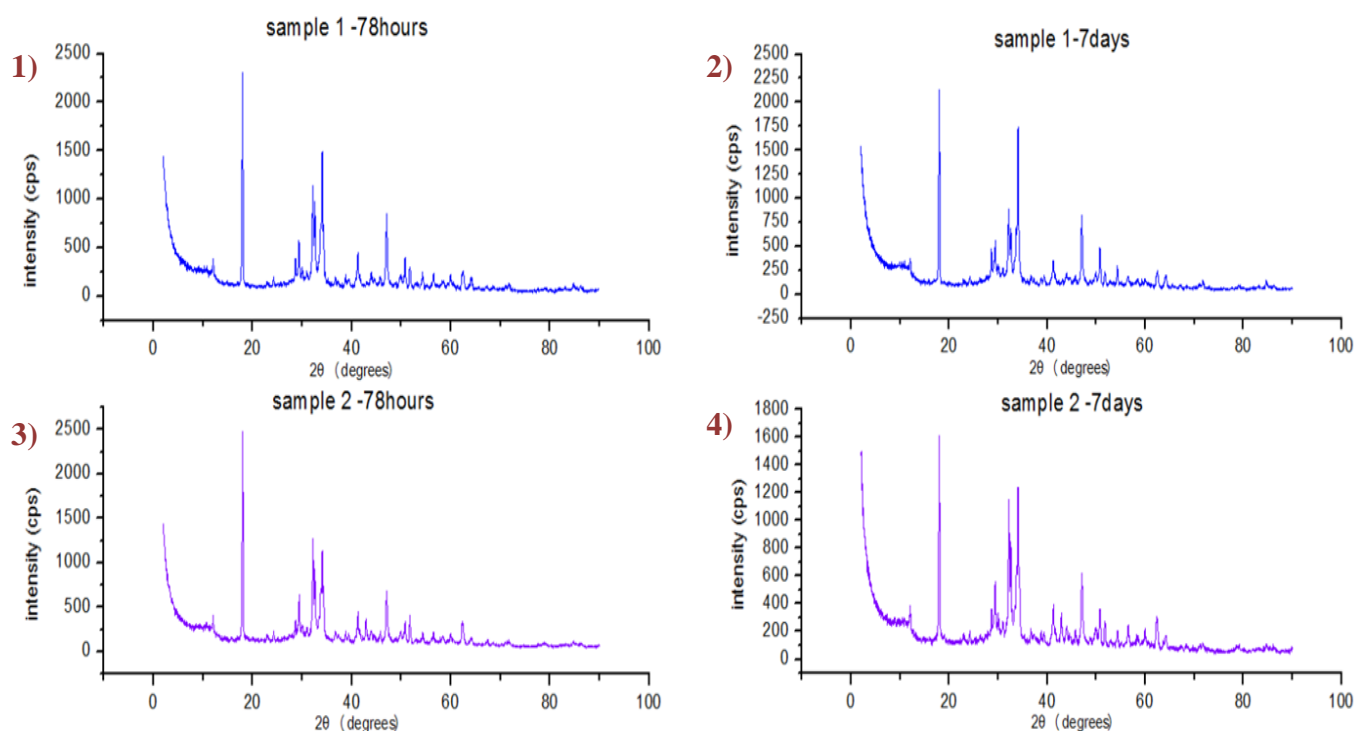 sample 1 -78hours
1)
intensity (cps)
2500
2000
1500
1000
500
0
0 20 40 60 80 100
2θ (degrees)
sample 1-7days
2)
intensity (cps)
2500
2250
2000
1750
1500
1250
1000
750
500
250
0
-250
0 20 40 60 80 100
2θ (degrees)
sample 2 -78hours
3)
intensity (cps)
2500
2000
1500
1000
500
0
0 20 40 60 80 100
2θ (degrees)
sample 2 -7days
4)
intensity (cps)
1800
1600
1400
1200
1000
800
600
400
200
0
0 20 40 60 80 100
2θ (degrees)